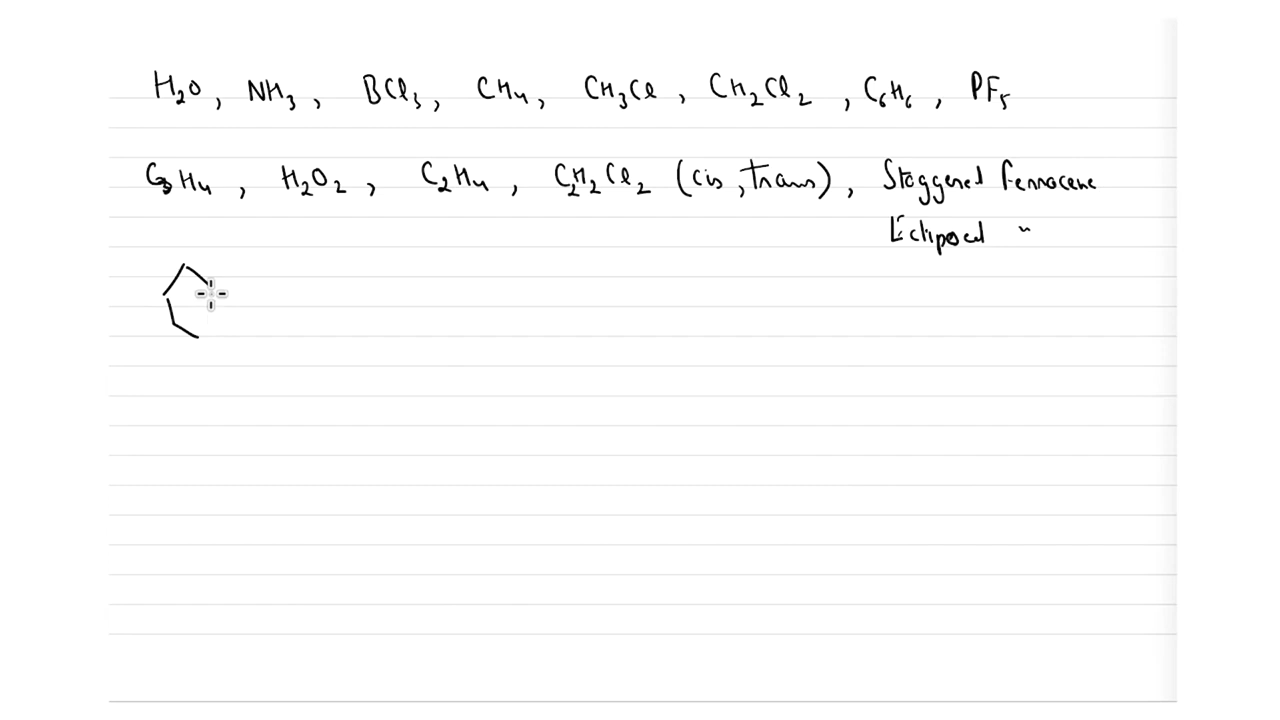 H₂O, NH₃, BCl₃, CH₄, CH₃Cl, CH₂Cl₂, C₆H₆, PF₅
C₃H₄, H₂O₂, C₂H₄, C₂H₂Cl₂ (cis, Trans), Staggered ferrocene
Eclipsed "